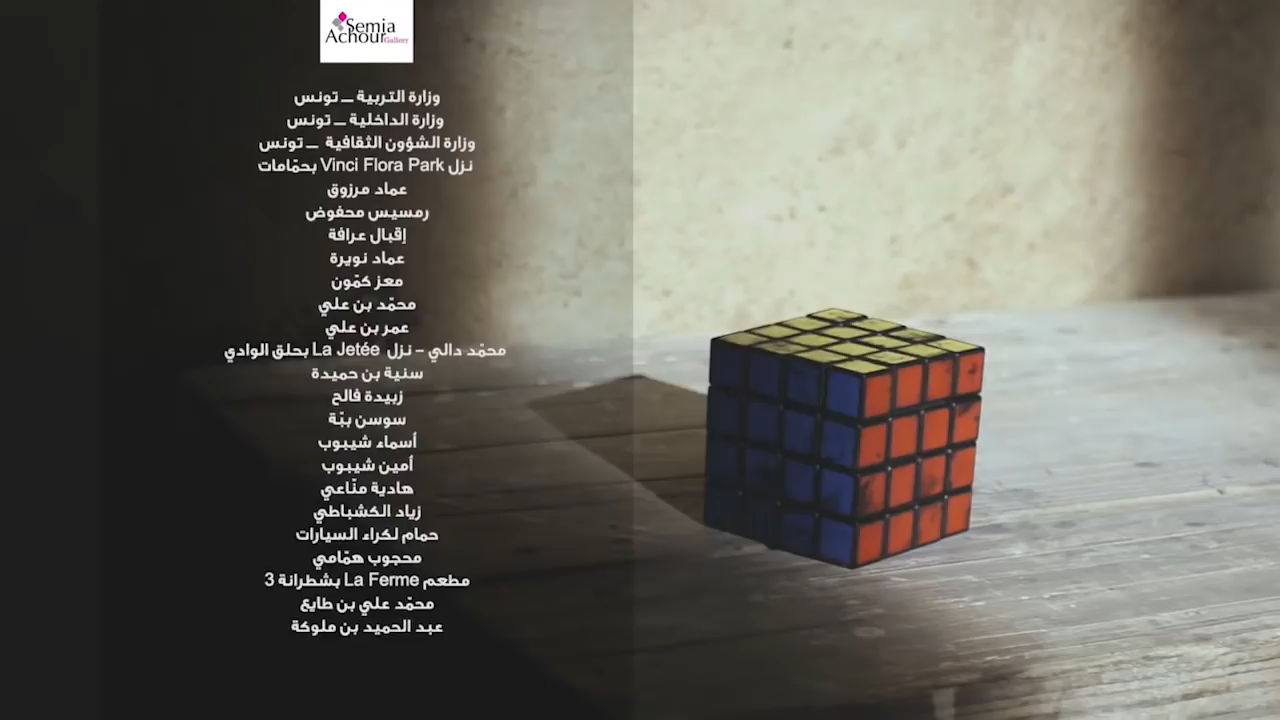 Semia
Achour
Gallery
وزارة التربية ـــ تونس
وزارة الداخلية ـــ تونس
وزارة الشؤون الثقافية ـــ تونس
نزل Vinci Flora Park بحمّامات
عماد مرزوق
رمسيس محفوض
إقبال عرافة
عماد نويرة
معز كمّون
محمّد بن علي
عمر بن علي
محمّد دالي - نزل La Jetée بحلق الوادي
سنية بن حميدة
زبيدة فالح
سوسن ببّة
أسماء شيبوب
أمين شيبوب
هادية منّاعي
زياد الكشباطي
حمام لكراء السيارات
محجوب همّامي
مطعم La Ferme بشطرانة 3
محمّد علي بن طايع
عبد الحميد بن ملوكة